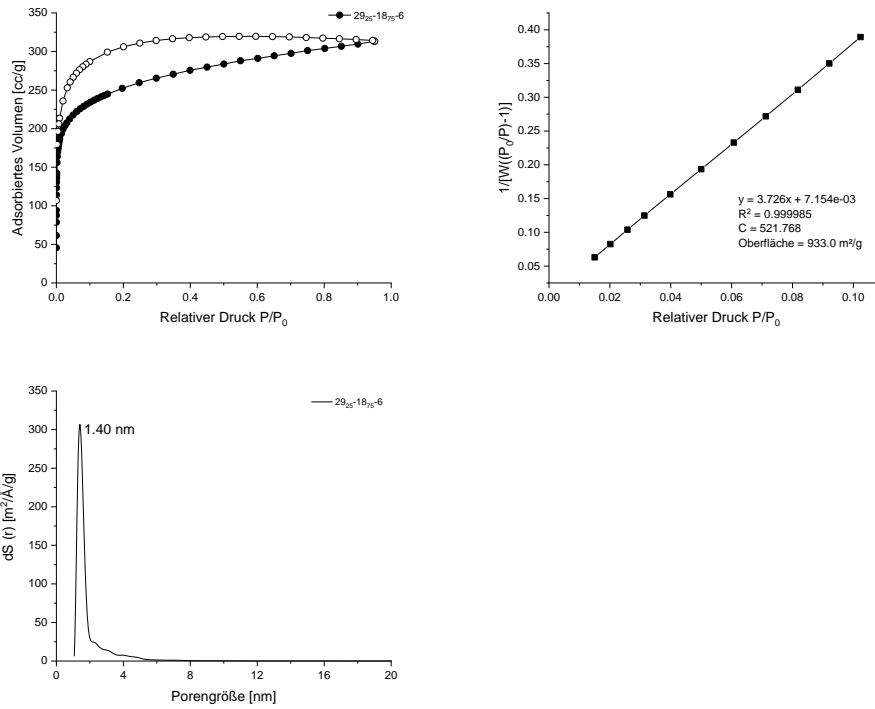 29₂₅-18₇₅-6
350
300
250
200
150
100
50
0
Adsorbiertes Volumen [cc/g]
0.0 0.2 0.4 0.6 0.8 1.0
Relativer Druck P/P₀
0.40
0.35
0.30
0.25
0.20
0.15
0.10
0.05
1/[W((P₀/P)-1)]
y = 3.726x + 7.154e-03
R² = 0.999985
C = 521.768
Oberfläche = 933.0 m²/g
0.00 0.02 0.04 0.06 0.08 0.10
Relativer Druck P/P₀
29₂₅-18₇₅-6
1.40 nm
350
300
250
200
150
100
50
0
dS (r) [m²/Å/g]
0 4 8 12 16 20
Porengröße [nm]